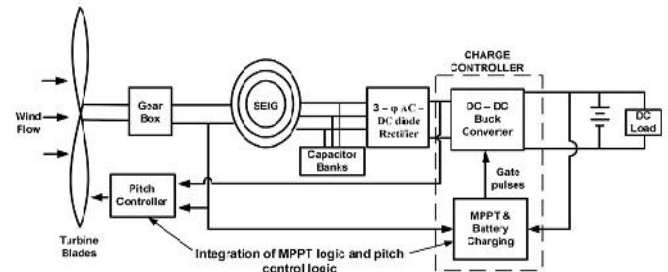 CHARGE
CONTROLLER
Wind
Flow
Gear
Box
SEIG
3 – φ AC –
DC diode
Rectifier
DC – DC
Buck
Converter
DC
Load
Capacitor
Banks
Gate
pulses
Pitch
Controller
MPPT &
Battery
Charging
Turbine
Blades
Integration of MPPT logic and pitch
control logic